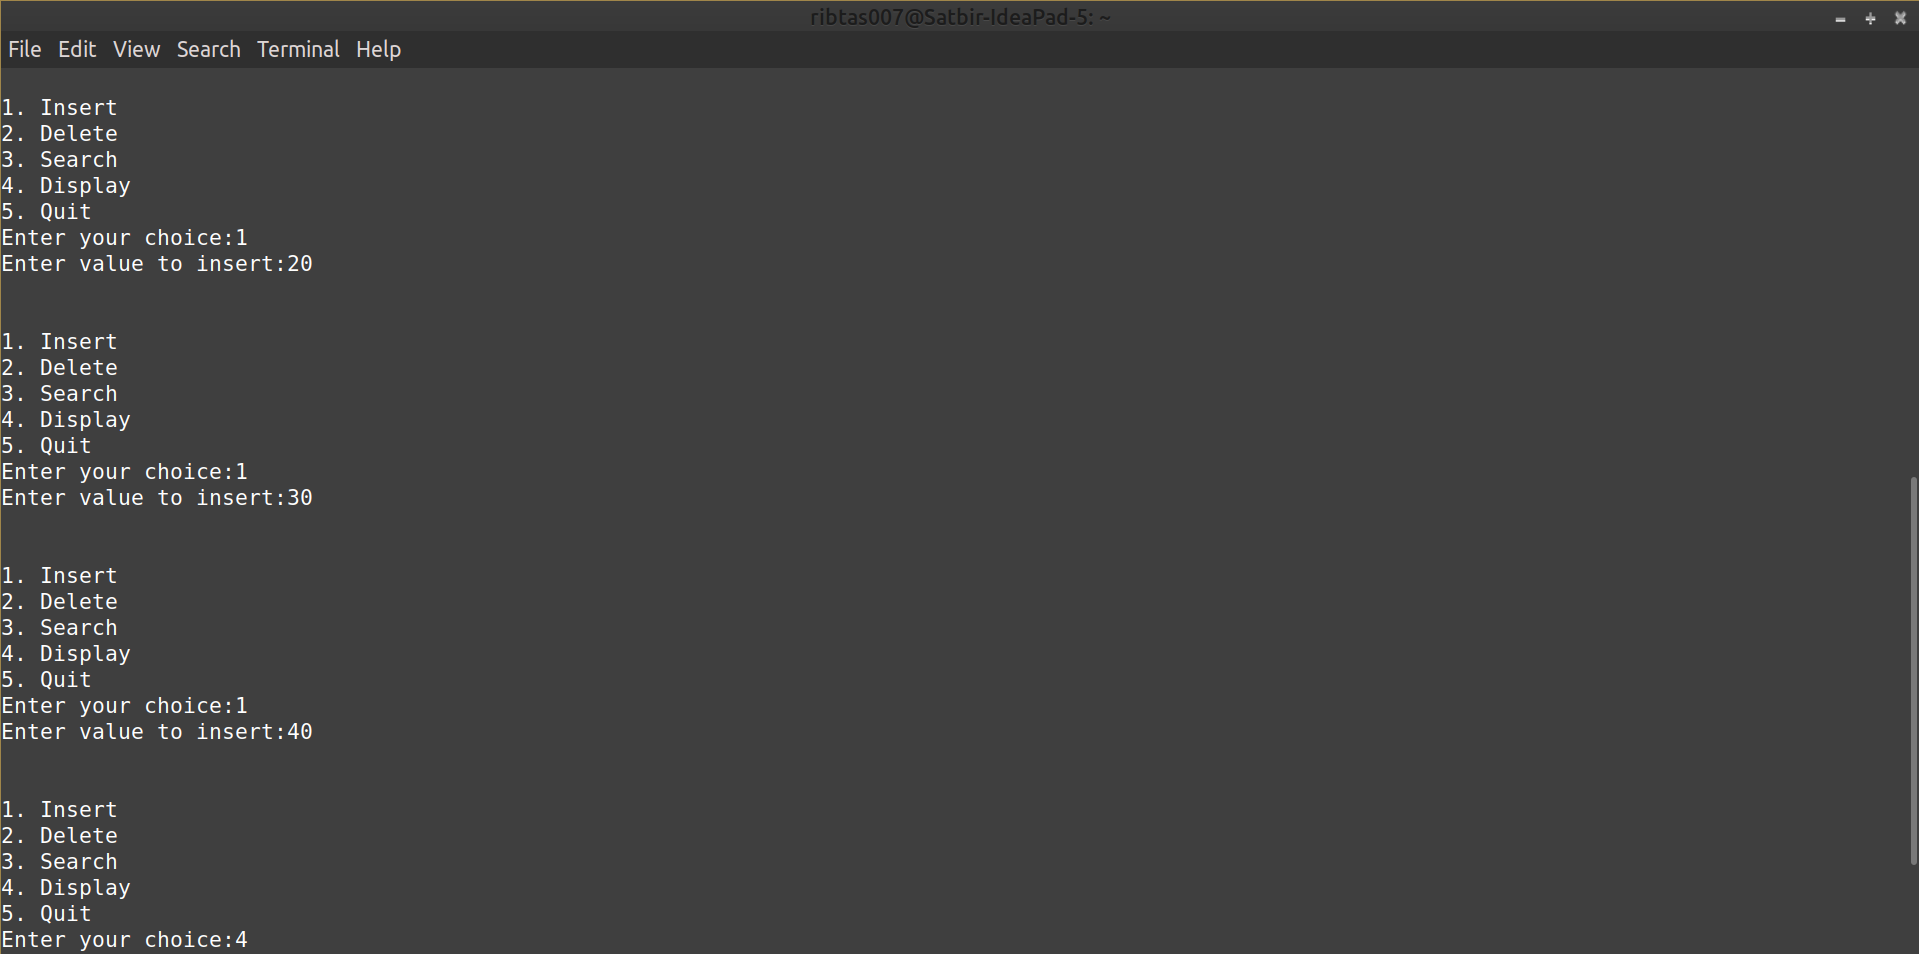 ribtas007@Satbir-IdeaPad-5: ~
File Edit View Search Terminal Help
1. Insert
2. Delete
3. Search
4. Display
5. Quit
Enter your choice:1
Enter value to insert:20
1. Insert
2. Delete
3. Search
4. Display
5. Quit
Enter your choice:1
Enter value to insert:30
1. Insert
2. Delete
3. Search
4. Display
5. Quit
Enter your choice:1
Enter value to insert:40
1. Insert
2. Delete
3. Search
4. Display
5. Quit
Enter your choice:4